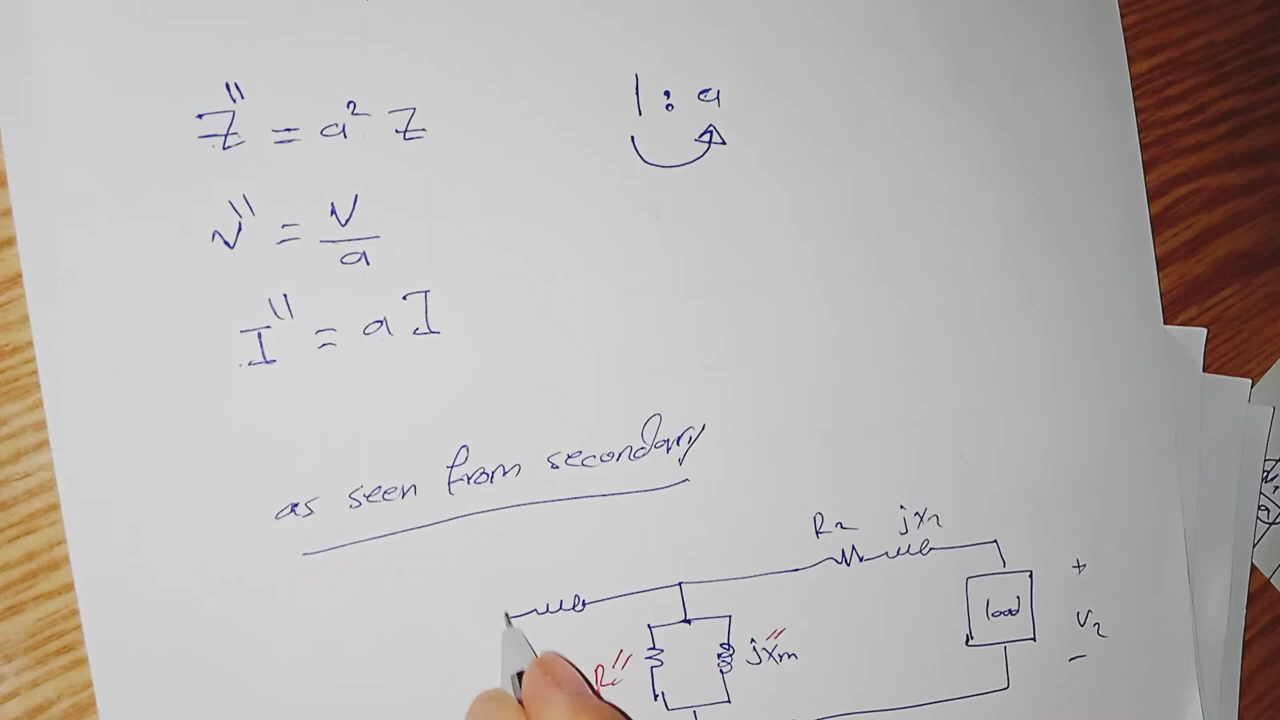 Z'' = a² Z
1 : a
V'' = V/a
I'' = a I
as seen from secondary
R₂ jX₂
+
load
V₂
-
Rc'' jXm''